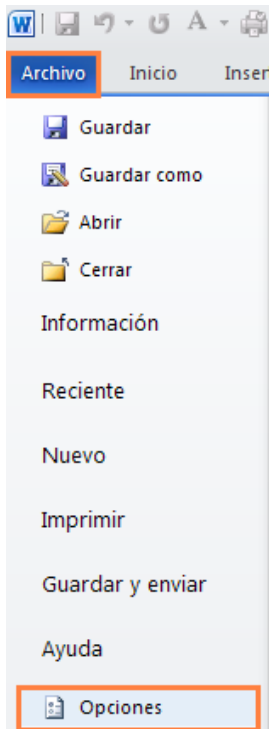 W A
Archivo Inicio Inser
Guardar
Guardar como
Abrir
Cerrar
Información
Reciente
Nuevo
Imprimir
Guardar y enviar
Ayuda
Opciones